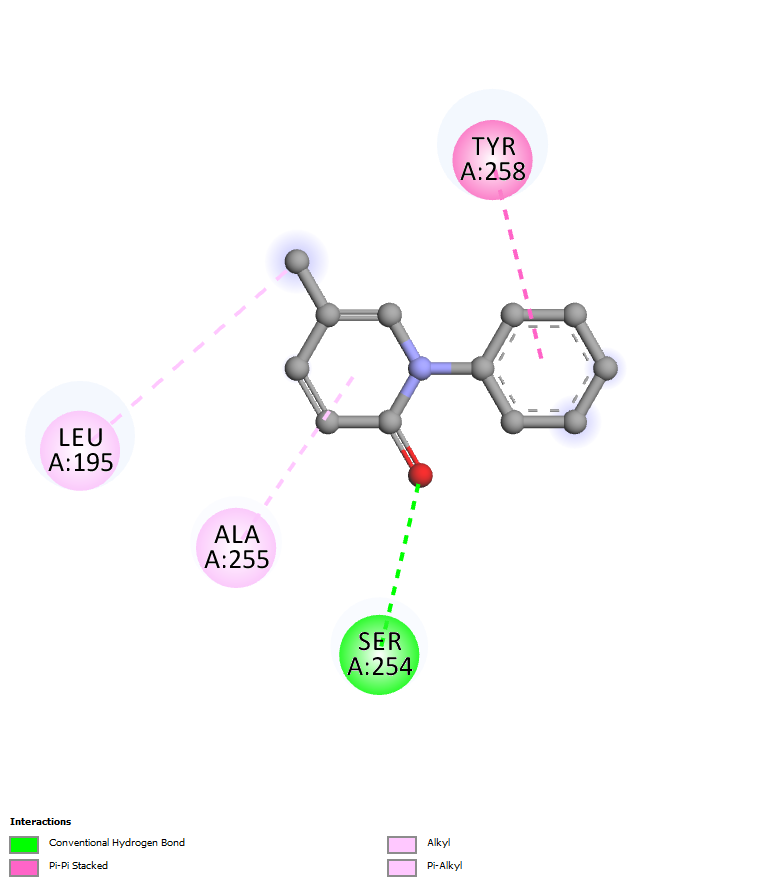 TYR
A:258
LEU
A:195
ALA
A:255
SER
A:254
Interactions
Conventional Hydrogen Bond
Pi-Pi Stacked
Alkyl
Pi-Alkyl